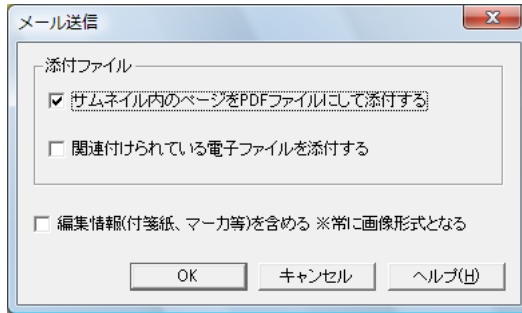 メール送信
添付ファイル
サムネイル内のページをPDFファイルにして添付する
関連付けられている電子ファイルを添付する
編集情報(付箋紙、マーカ等)を含める ※常に画像形式となる
OK キャンセル ヘルプ(H)